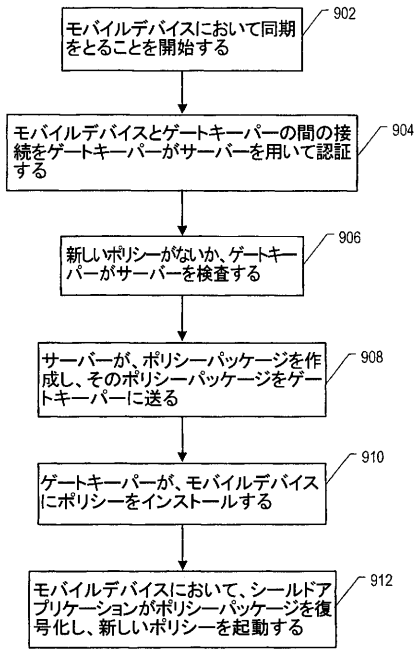 モバイルデバイスにおいて同期
をとることを開始する
902
モバイルデバイスとゲートキーパーの間の接
続をゲートキーパーがサーバーを用いて認証
する
904
新しいポリシーがないか、ゲートキー
パーがサーバーを検査する
906
サーバーが、ポリシーパッケージを作
成し、そのポリシーパッケージをゲー
トキーパーに送る
908
ゲートキーパーが、モバイルデバイス
にポリシーをインストールする
910
モバイルデバイスにおいて、シールドア
プリケーションがポリシーパッケージを復
号化し、新しいポリシーを起動する
912